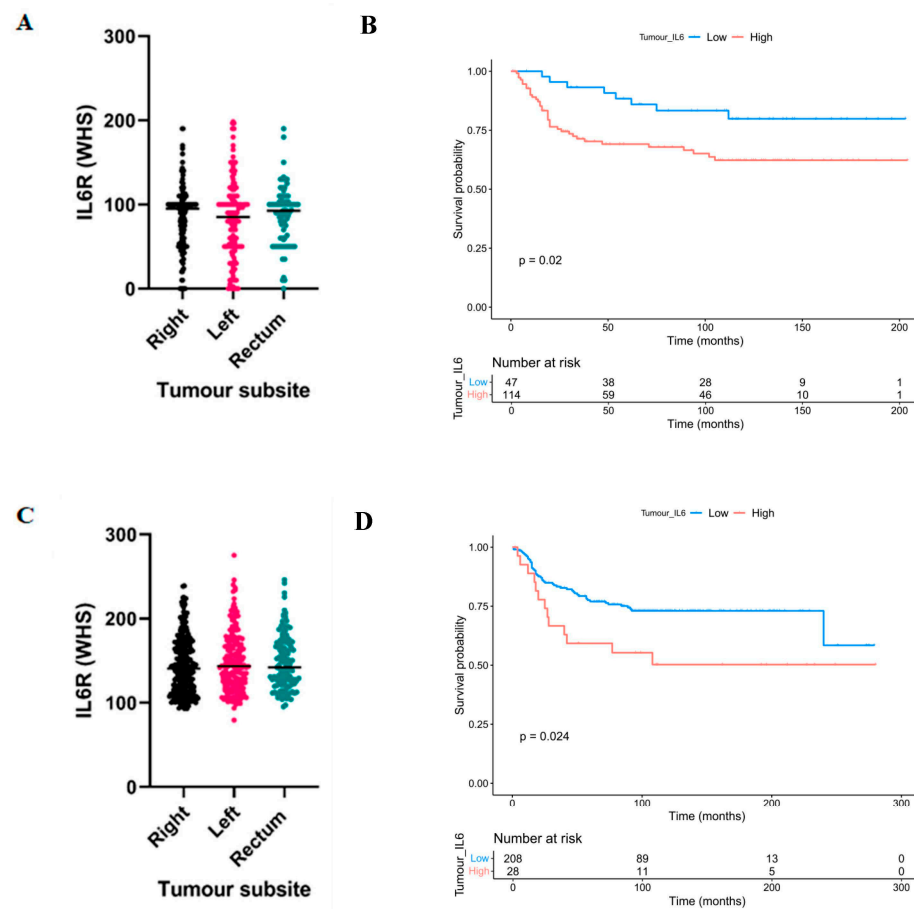 A
300
200
100
0
IL6R (WHS)
Right
Left
Rectum
Tumour subsite
B
Tumour_IL6 Low High
1.00
0.75
0.50
0.25
0.00
Survival probability
p = 0.02
0 50 100 150 200
Time (months)
Number at risk
Tumour_IL6
Low 47 38 28 9 1
High 114 59 46 10 1
0 50 100 150 200
Time (months)
C
300
200
100
0
IL6R (WHS)
Right
Left
Rectum
Tumour subsite
D
Tumour_IL6 Low High
1.00
0.75
0.50
0.25
0.00
Survival probability
p = 0.024
0 100 200 300
Time (months)
Number at risk
Tumour_IL6
Low 208 89 13 0
High 28 11 5 0
0 100 200 300
Time (months)